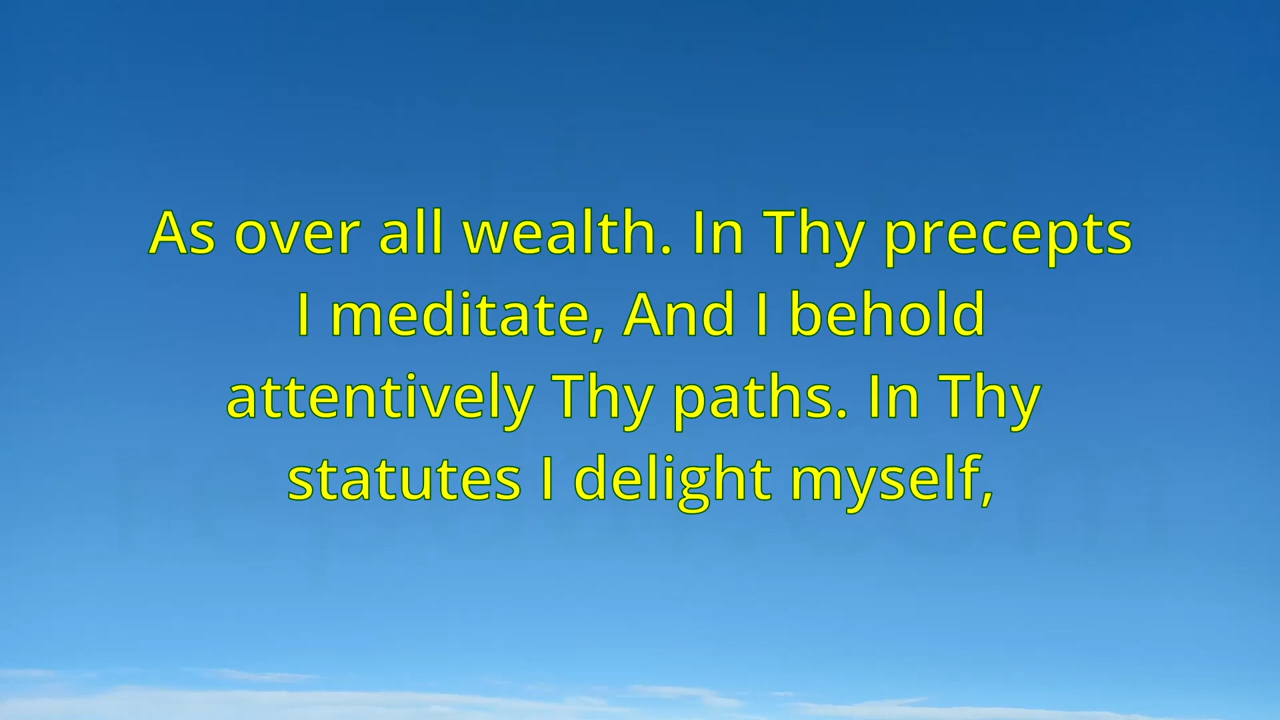 As over all wealth. In Thy precepts
I meditate, And I behold
attentively Thy paths. In Thy
statutes I delight myself,